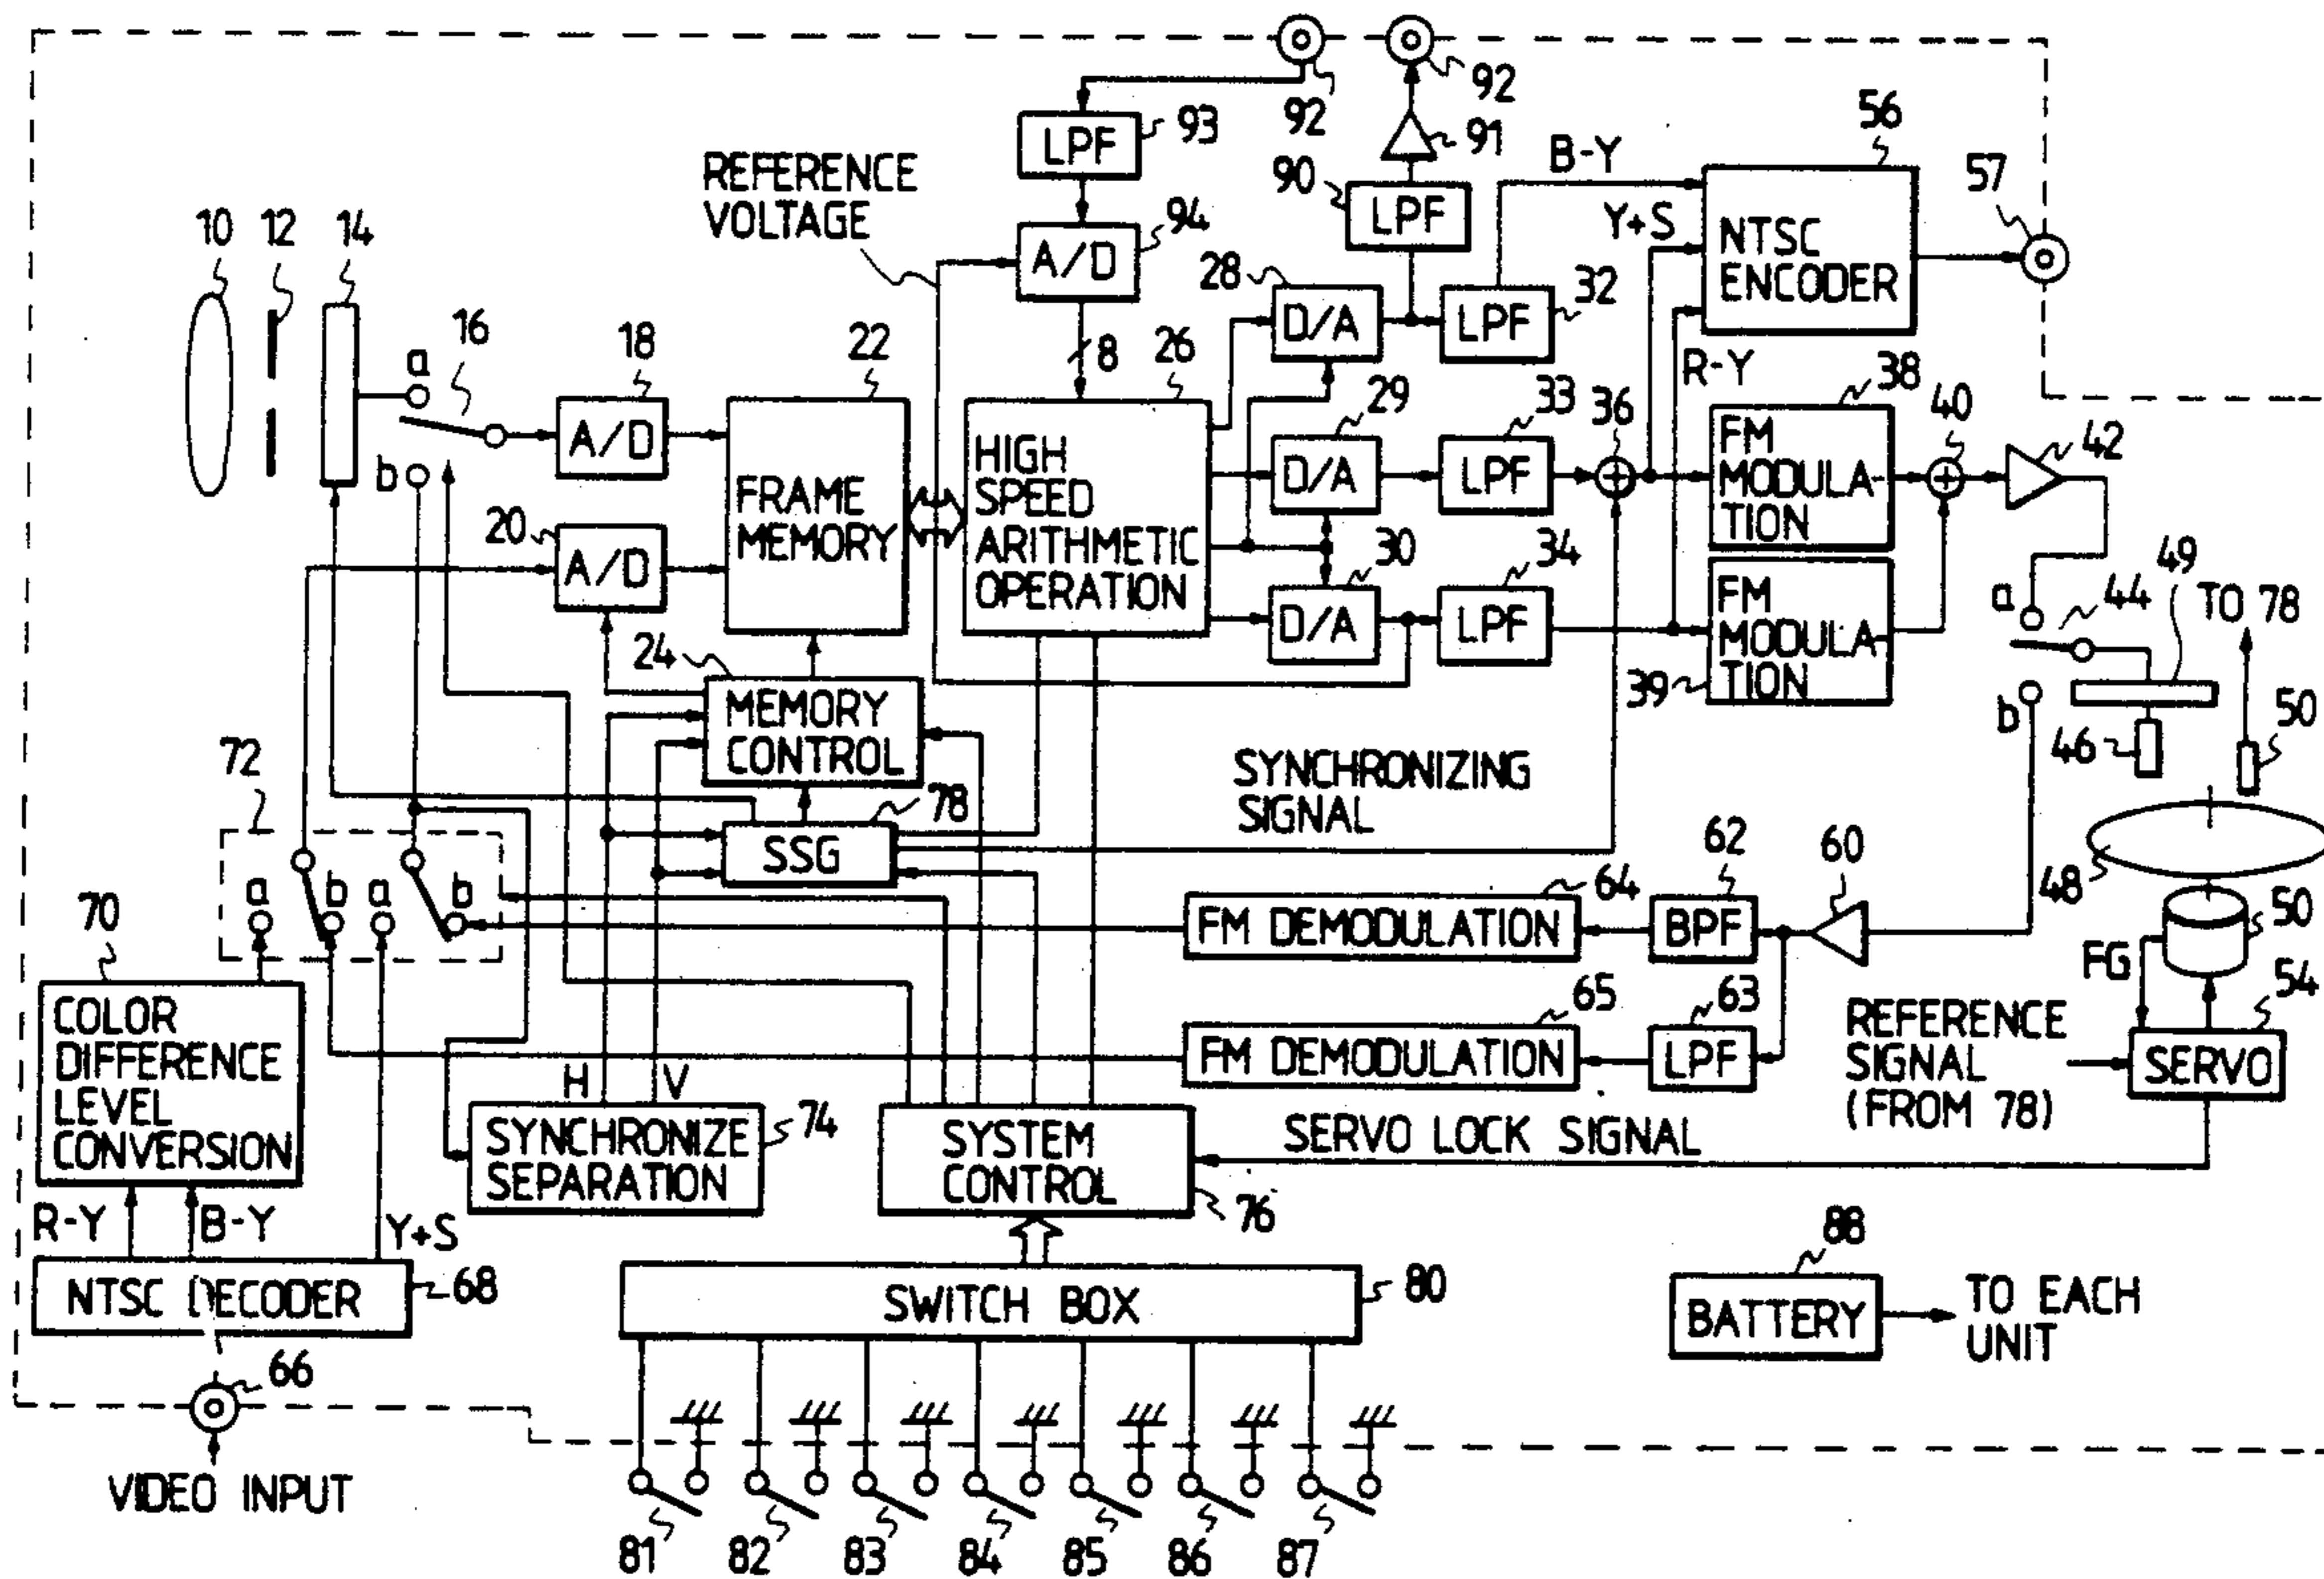 92
92
LPF
93
91
56
B-Y
REFERENCE
VOLTAGE
90
LPF
57
10
12
14
A/D
94
Y+S
NTSC
ENCODER
28
D/A
LPF
32
16
a
18
22
8
26
R-Y
38
29
33
36
40
42
A/D
b
HIGH
SPEED
ARITHMETIC
OPERATION
D/A
LPF
FM
MODULA-
TION
FRAME
MEMORY
20
A/D
30
34
49
TO 78
a
44
D/A
LPF
FM
MODULA-
TION
39
24
MEMORY
CONTROL
b
46
50
72
78
SYNCHRONIZING
SIGNAL
SSG
62
60
48
a
b
a
b
64
70
FM DEMODULATION
BPF
50
FG
65
63
54
COLOR
DIFFERENCE
LEVEL
CONVERSION
FM DEMODULATION
LPF
REFERENCE
SIGNAL
(FROM 78)
SERVO
H
V
SYNCHRONIZE
SEPARATION
74
SYSTEM
CONTROL
76
SERVO LOCK SIGNAL
R-Y
B-Y
Y+S
88
NTSC DECODER
68
SWITCH BOX
80
BATTERY
TO EACH
UNIT
66
VIDEO INPUT
81
82
83
84
85
86
87